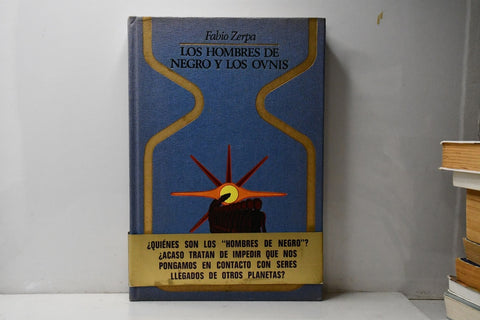 Fabio Zerpa
LOS HOMBRES DE
NEGRO Y LOS OVNIS
¿QUIÉNES SON LOS "HOMBRES DE NEGRO"?
¿ACASO TRATAN DE IMPEDIR QUE NOS
PONGAMOS EN CONTACTO CON SERES
LLEGADOS DE OTROS PLANETAS?